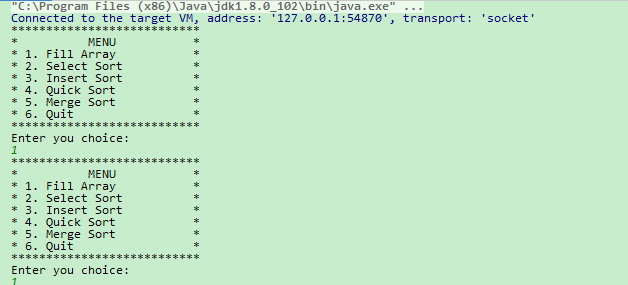 "C:\Program Files (x86)\Java\jdk1.8.0_102\bin\java.exe" ...
Connected to the target VM, address: '127.0.0.1:54870', transport: 'socket'
***************************
*          MENU           *
* 1. Fill Array           *
* 2. Select Sort          *
* 3. Insert Sort          *
* 4. Quick Sort           *
* 5. Merge Sort           *
* 6. Quit                 *
***************************
Enter you choice:
1
***************************
*          MENU           *
* 1. Fill Array           *
* 2. Select Sort          *
* 3. Insert Sort          *
* 4. Quick Sort           *
* 5. Merge Sort           *
* 6. Quit                 *
***************************
Enter you choice:
1